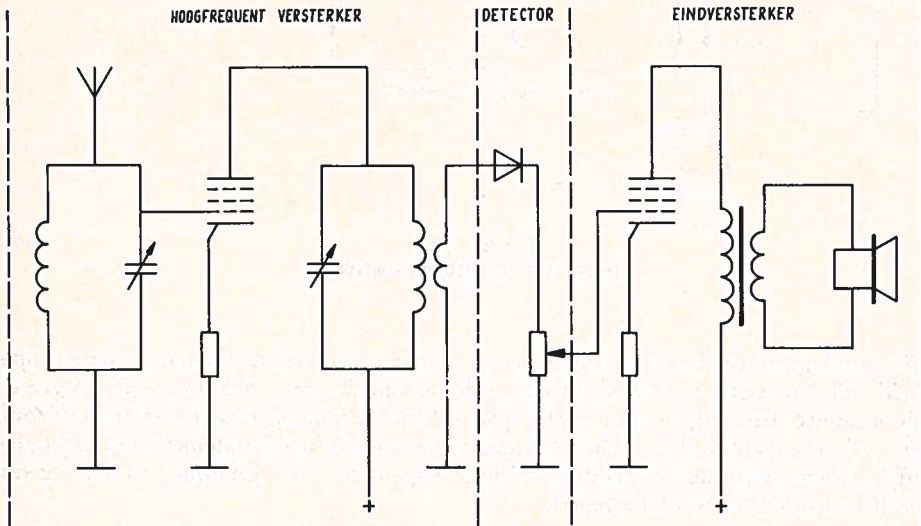 HOOGFREQUENT VERSTERKER
DETECTOR
EINDVERSTERKER
+
+